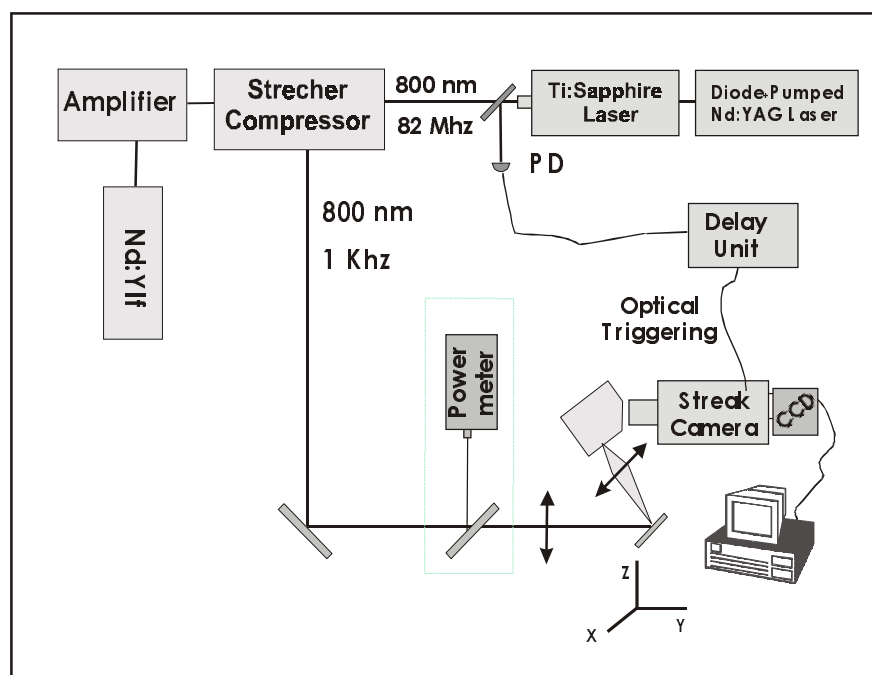 Amplifier
Strecher
Compressor
800 nm
82 Mhz
Ti:Sapphire
Laser
Diode-Pumped
Nd:YAG Laser
PD
Nd:Ylf
800 nm
1 Khz
Delay
Unit
Optical
Triggering
Power
meter
Streak
Camera
CCD
Z
X
Y